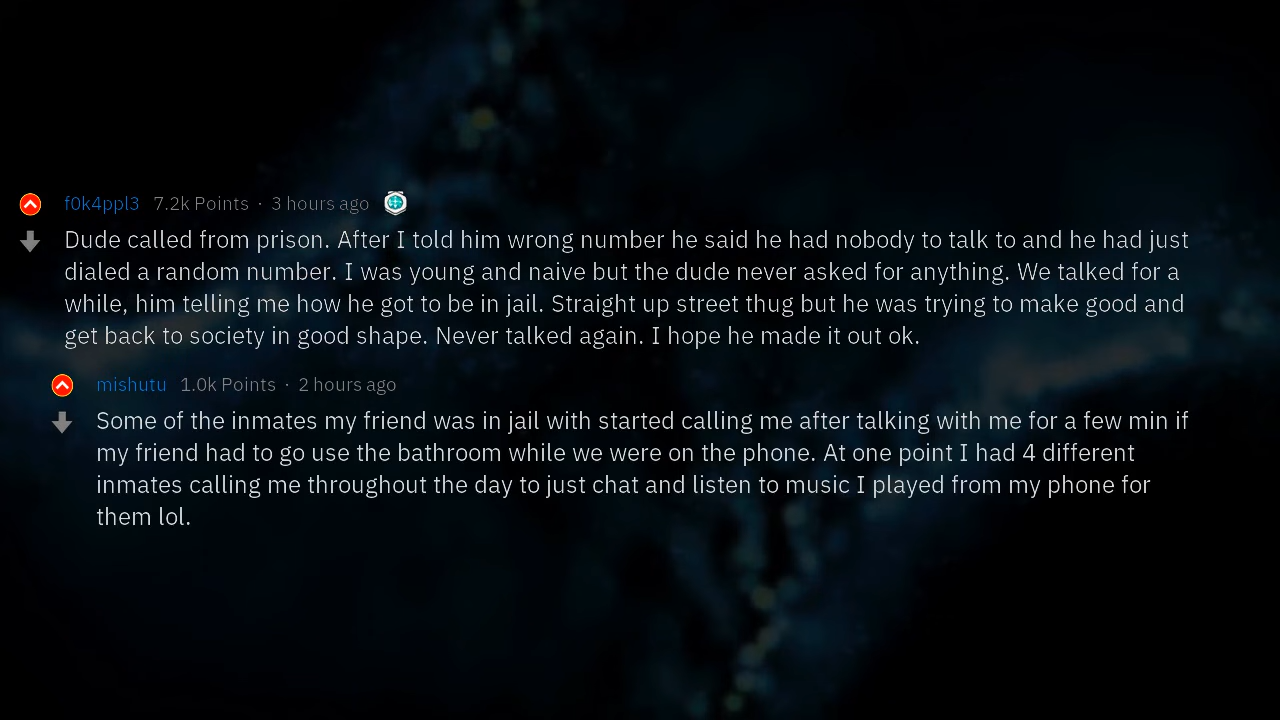 f0k4ppl3 7.2k Points · 3 hours ago
Dude called from prison. After I told him wrong number he said he had nobody to talk to and he had just
dialed a random number. I was young and naive but the dude never asked for anything. We talked for a
while, him telling me how he got to be in jail. Straight up street thug but he was trying to make good and
get back to society in good shape. Never talked again. I hope he made it out ok.
mishutu 1.0k Points · 2 hours ago
Some of the inmates my friend was in jail with started calling me after talking with me for a few min if
my friend had to go use the bathroom while we were on the phone. At one point I had 4 different
inmates calling me throughout the day to just chat and listen to music I played from my phone for
them lol.